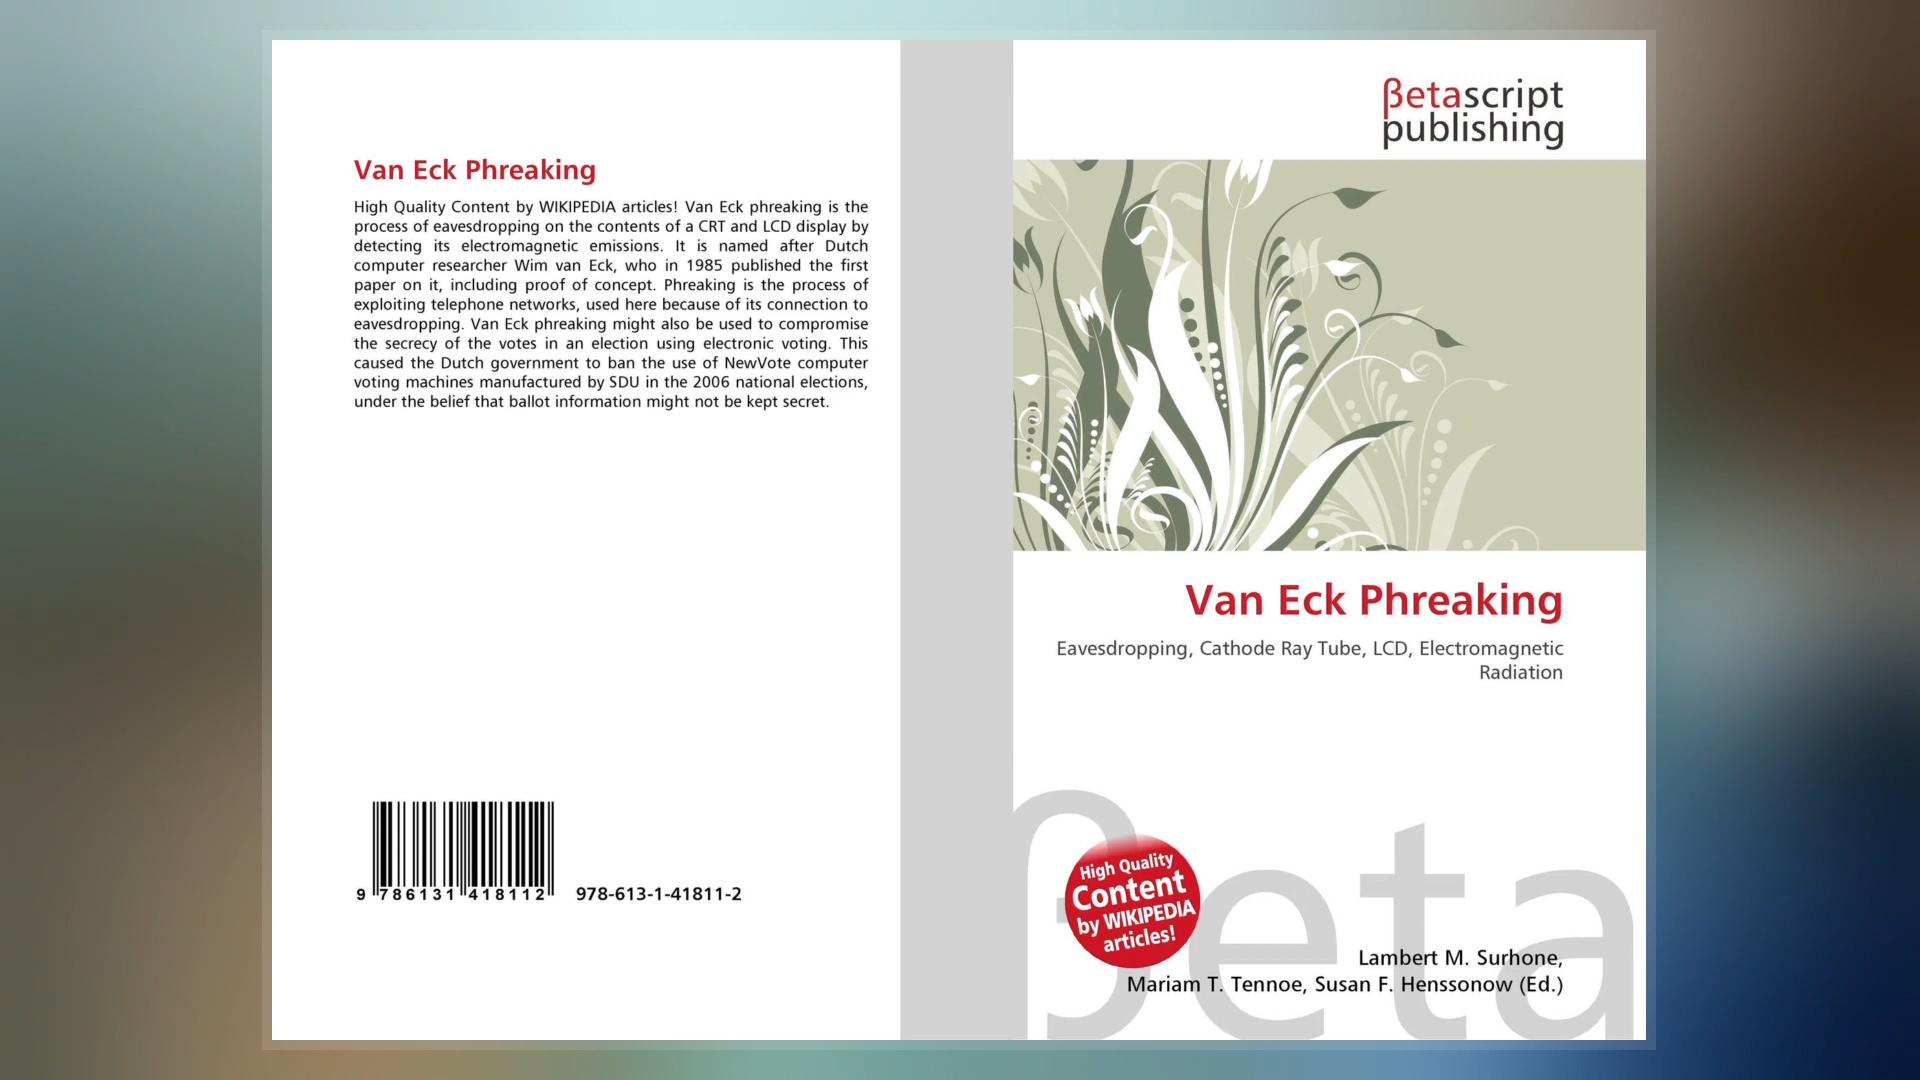 Van Eck Phreaking
High Quality Content by WIKIPEDIA articles! Van Eck phreaking is the
process of eavesdropping on the contents of a CRT and LCD display by
detecting its electromagnetic emissions. It is named after Dutch
computer researcher Wim van Eck, who in 1985 published the first
paper on it, including proof of concept. Phreaking is the process of
exploiting telephone networks, used here because of its connection to
eavesdropping. Van Eck phreaking might also be used to compromise
the secrecy of the votes in an election using electronic voting. This
caused the Dutch government to ban the use of NewVote computer
voting machines manufactured by SDU in the 2006 national elections,
under the belief that ballot information might not be kept secret.
9 786131 418112
978-613-1-41811-2
βetascript
publishing
Van Eck Phreaking
Eavesdropping, Cathode Ray Tube, LCD, Electromagnetic
Radiation
βeta
High Quality
Content
by WIKIPEDIA
articles!
Lambert M. Surhone,
Mariam T. Tennoe, Susan F. Henssonow (Ed.)